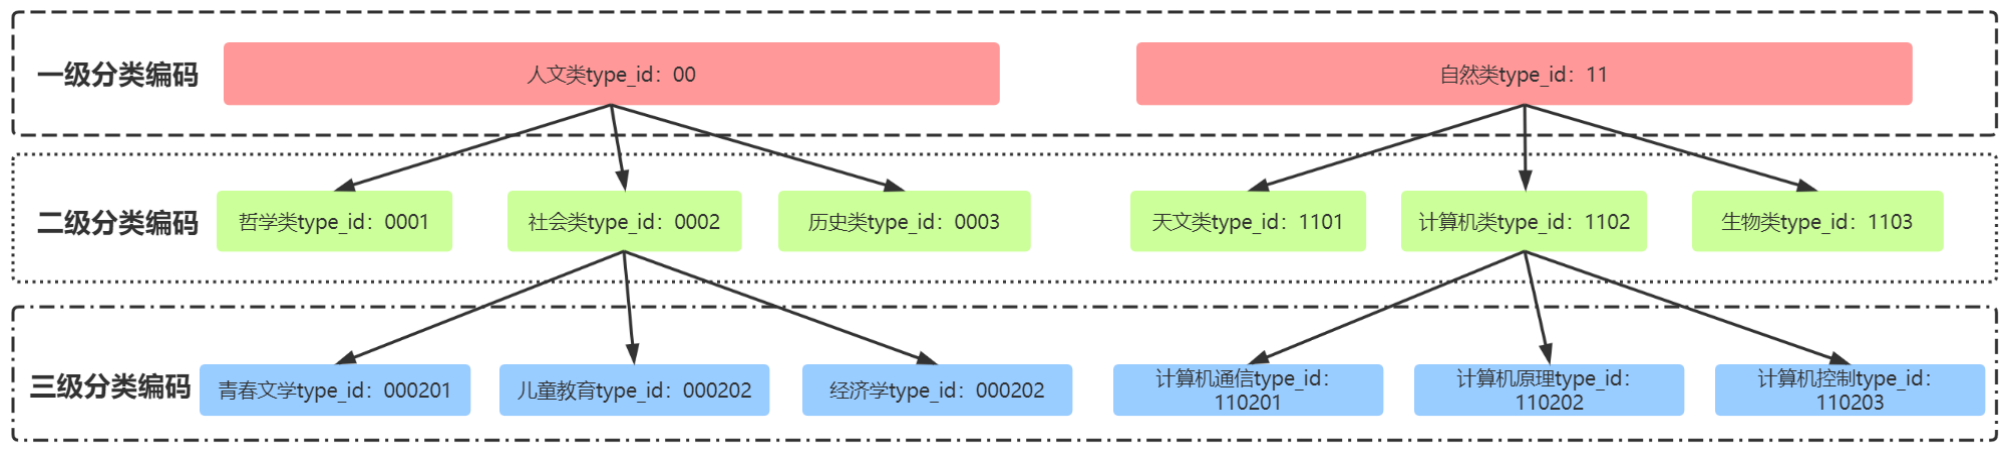 一级分类编码
人文类type_id：00
自然类type_id：11
二级分类编码
哲学类type_id：0001
社会类type_id：0002
历史类type_id：0003
天文类type_id：1101
计算机类type_id：1102
生物类type_id：1103
三级分类编码
青春文学type_id：000201
儿童教育type_id：000202
经济学type_id：000202
计算机通信type_id：
110201
计算机原理type_id：
110202
计算机控制type_id：
110203